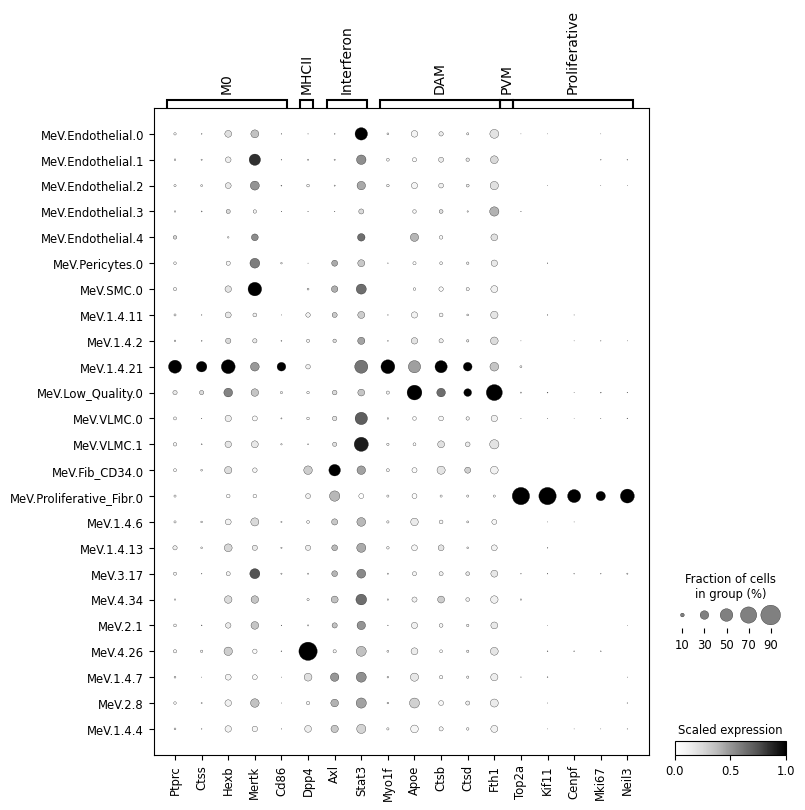 M0
MHCII
Interferon
DAM
PVM
Proliferative
MeV.Endothelial.0
MeV.Endothelial.1
MeV.Endothelial.2
MeV.Endothelial.3
MeV.Endothelial.4
MeV.Pericytes.0
MeV.SMC.0
MeV.1.4.11
MeV.1.4.2
MeV.1.4.21
MeV.Low_Quality.0
MeV.VLMC.0
MeV.VLMC.1
MeV.Fib_CD34.0
MeV.Proliferative_Fibr.0
MeV.1.4.6
MeV.1.4.13
MeV.3.17
MeV.4.34
MeV.2.1
MeV.4.26
MeV.1.4.7
MeV.2.8
MeV.1.4.4
Ptprc
Ctss
Hexb
Mertk
Cd86
Dpp4
Axl
Stat3
Myo1f
Apoe
Ctsb
Ctsd
Fth1
Top2a
Kif11
Cenpf
Mki67
Neil3
Fraction of cells
in group (%)
10 30 50 70 90
Scaled expression
0.0 0.5 1.0